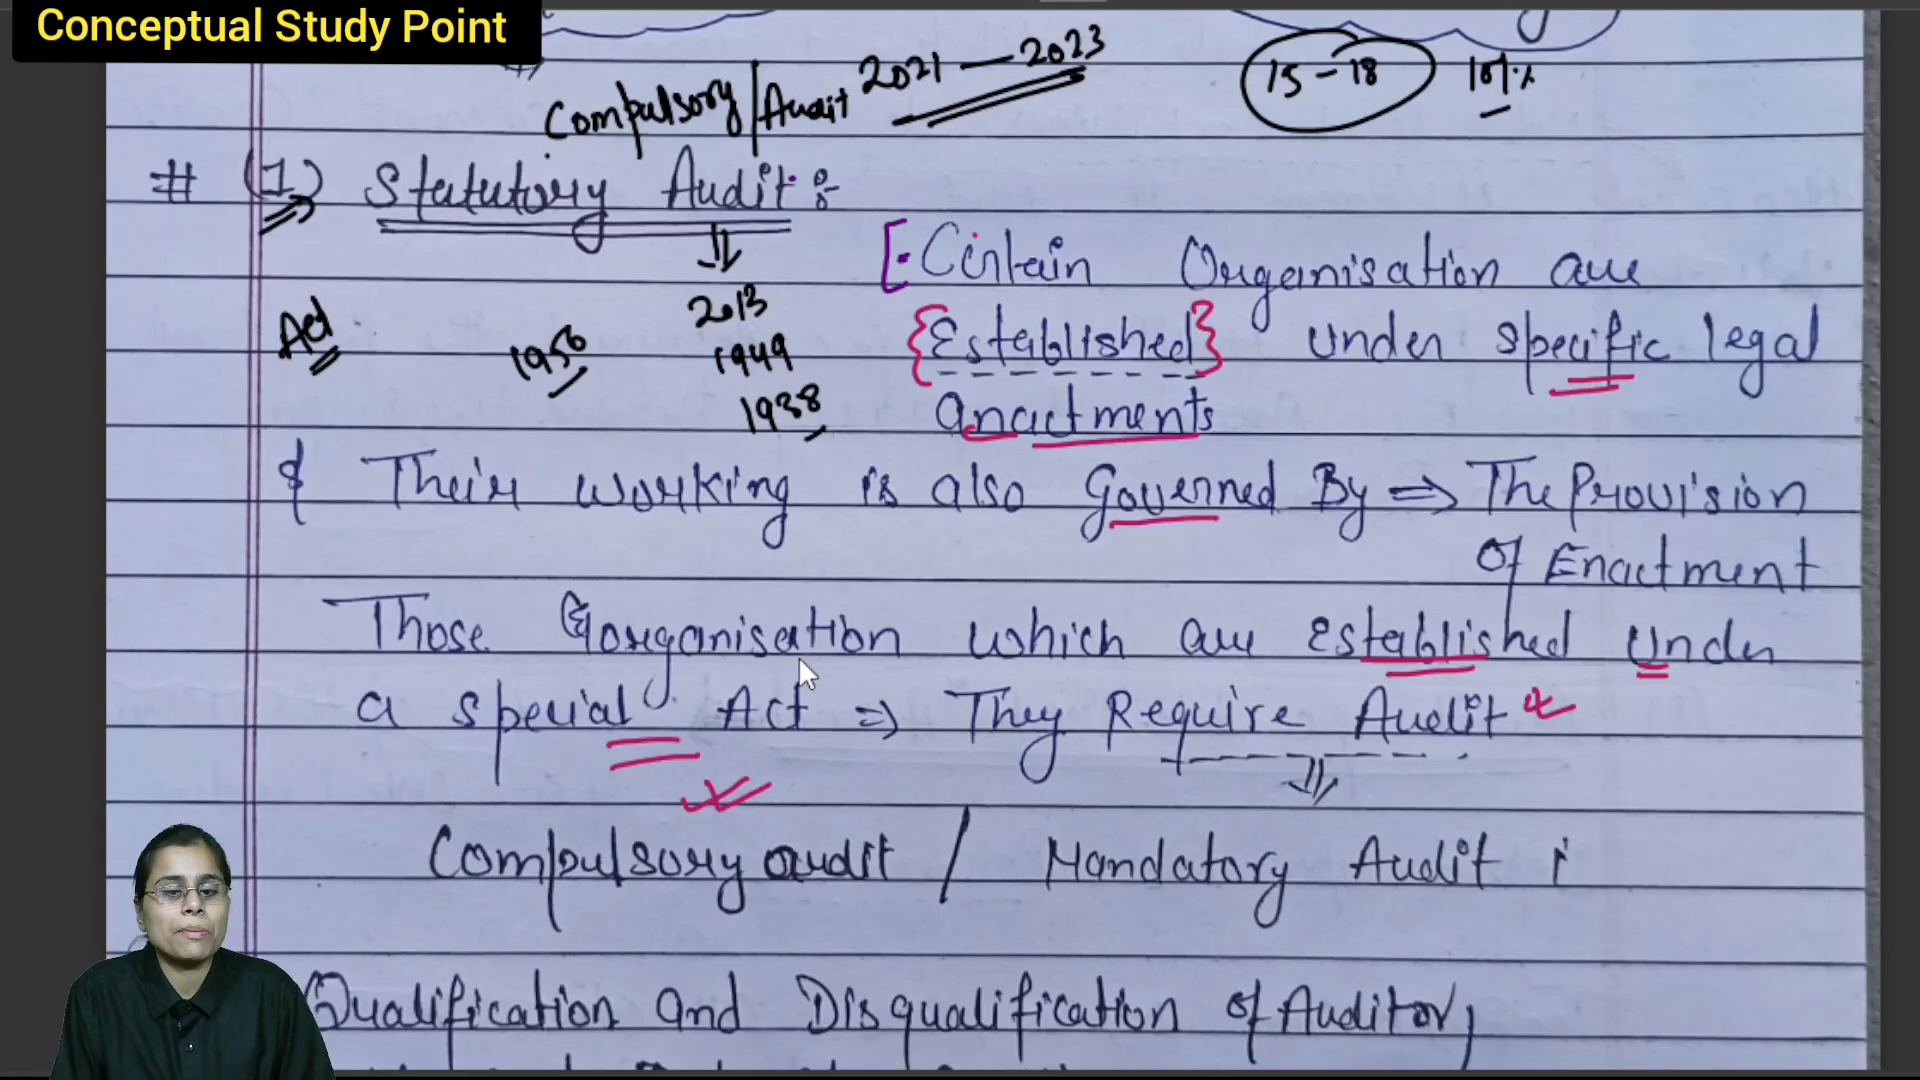 Conceptual Study Point
Compulsory/Audit 2021 — 2023
15 - 18
# (1) Statutory Audit :-
[. Certain Organisation are
Act
1956
2013
1949
1938
{Established} under specific legal
anactments
& Their working is also Governed By ⇒ The Provision
of Enactment
Those organisation which are Established under
a special Act ⇒ They Require Audit
Compulsory audit / Mandatory Audit
Qualification and Disqualification of Auditor,